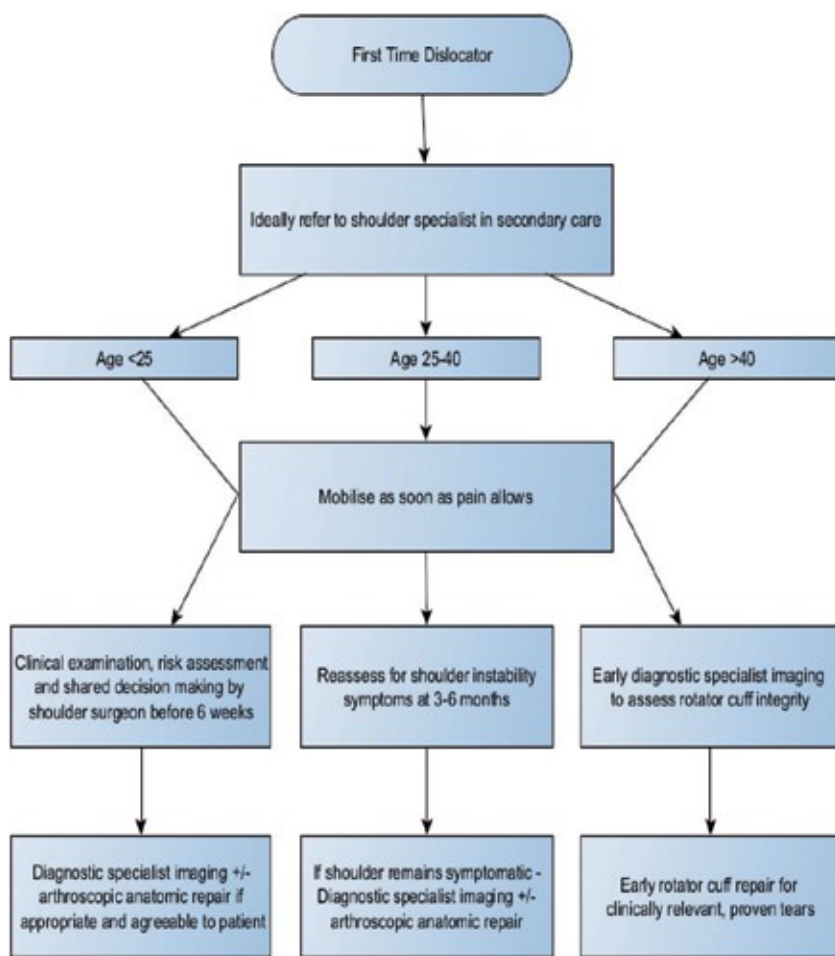 First Time Dislocator
Ideally refer to shoulder specialist in secondary care
Age <25
Age 25-40
Age >40
Mobilise as soon as pain allows
Clinical examination, risk assessment
and shared decision making by
shoulder surgeon before 6 weeks
Reassess for shoulder instability
symptoms at 3-6 months
Early diagnostic specialist imaging
to assess rotator cuff integrity
Diagnostic specialist imaging +/-
arthroscopic anatomic repair if
appropriate and agreeable to patient
If shoulder remains symptomatic -
Diagnostic specialist imaging +/-
arthroscopic anatomic repair
Early rotator cuff repair for
clinically relevant, proven tears